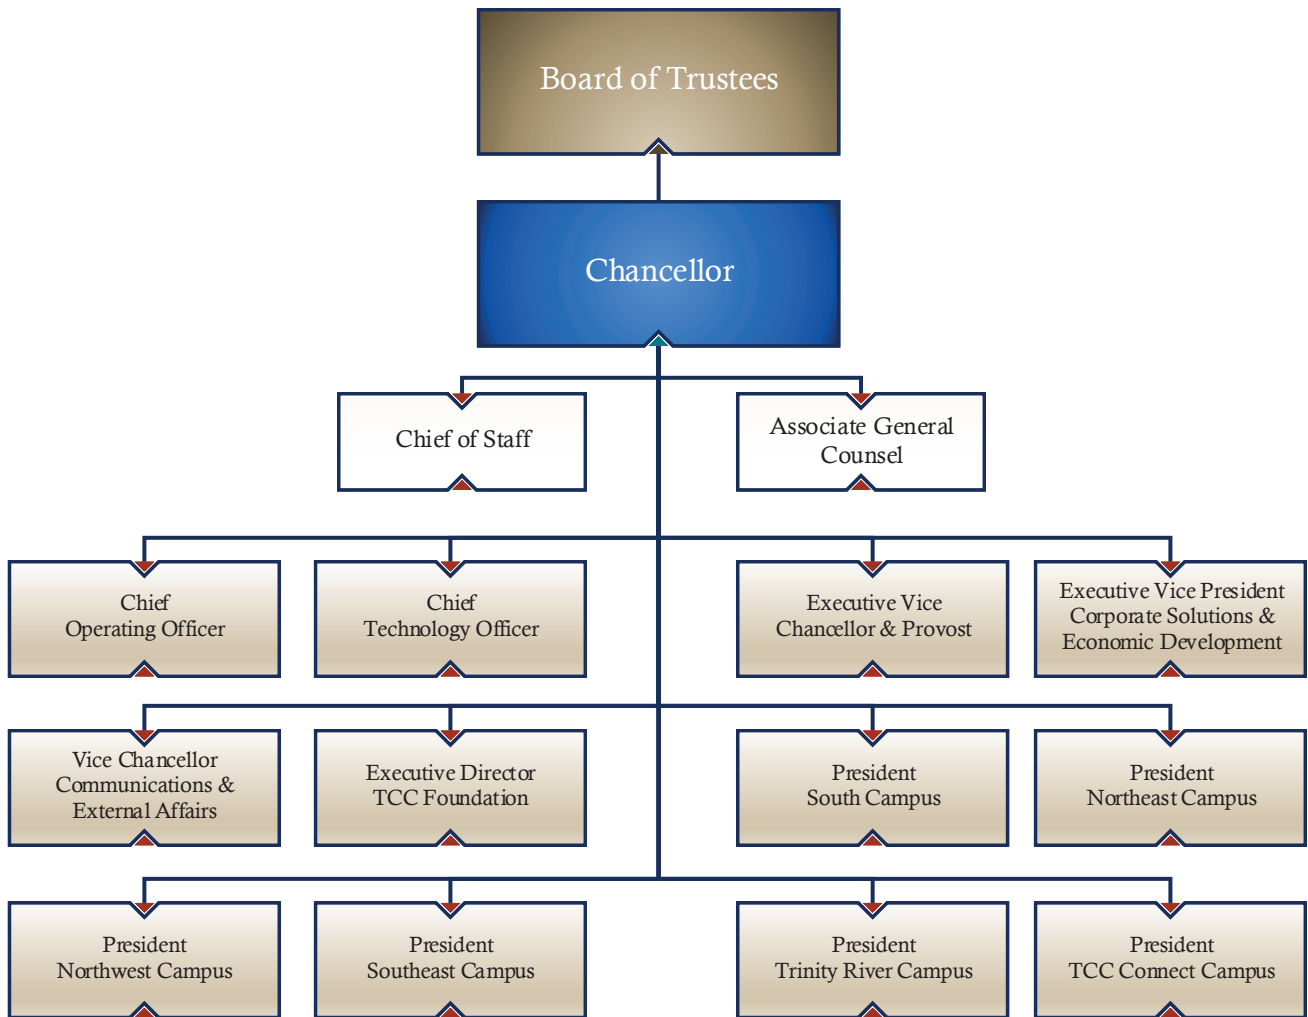 Board of Trustees
Chancellor
Chief of Staff
Associate General
Counsel
Chief
Operating Officer
Chief
Technology Officer
Executive Vice
Chancellor & Provost
Executive Vice President
Corporate Solutions &
Economic Development
Vice Chancellor
Communications &
External Affairs
Executive Director
TCC Foundation
President
South Campus
President
Northeast Campus
President
Northwest Campus
President
Southeast Campus
President
Trinity River Campus
President
TCC Connect Campus